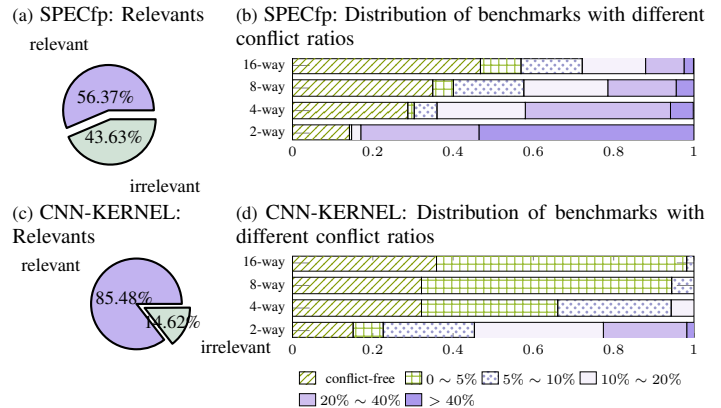 (a) SPECfp: Relevants
relevant
56.37%
43.63%
irrelevant
(b) SPECfp: Distribution of benchmarks with different
conflict ratios
16-way
8-way
4-way
2-way
0 0.2 0.4 0.6 0.8 1
(c) CNN-KERNEL:
Relevants
relevant
85.48%
14.62%
irrelevant
(d) CNN-KERNEL: Distribution of benchmarks with
different conflict ratios
16-way
8-way
4-way
2-way
0 0.2 0.4 0.6 0.8 1
conflict-free 0 ∼ 5% 5% ∼ 10% 10% ∼ 20%
20% ∼ 40% > 40%